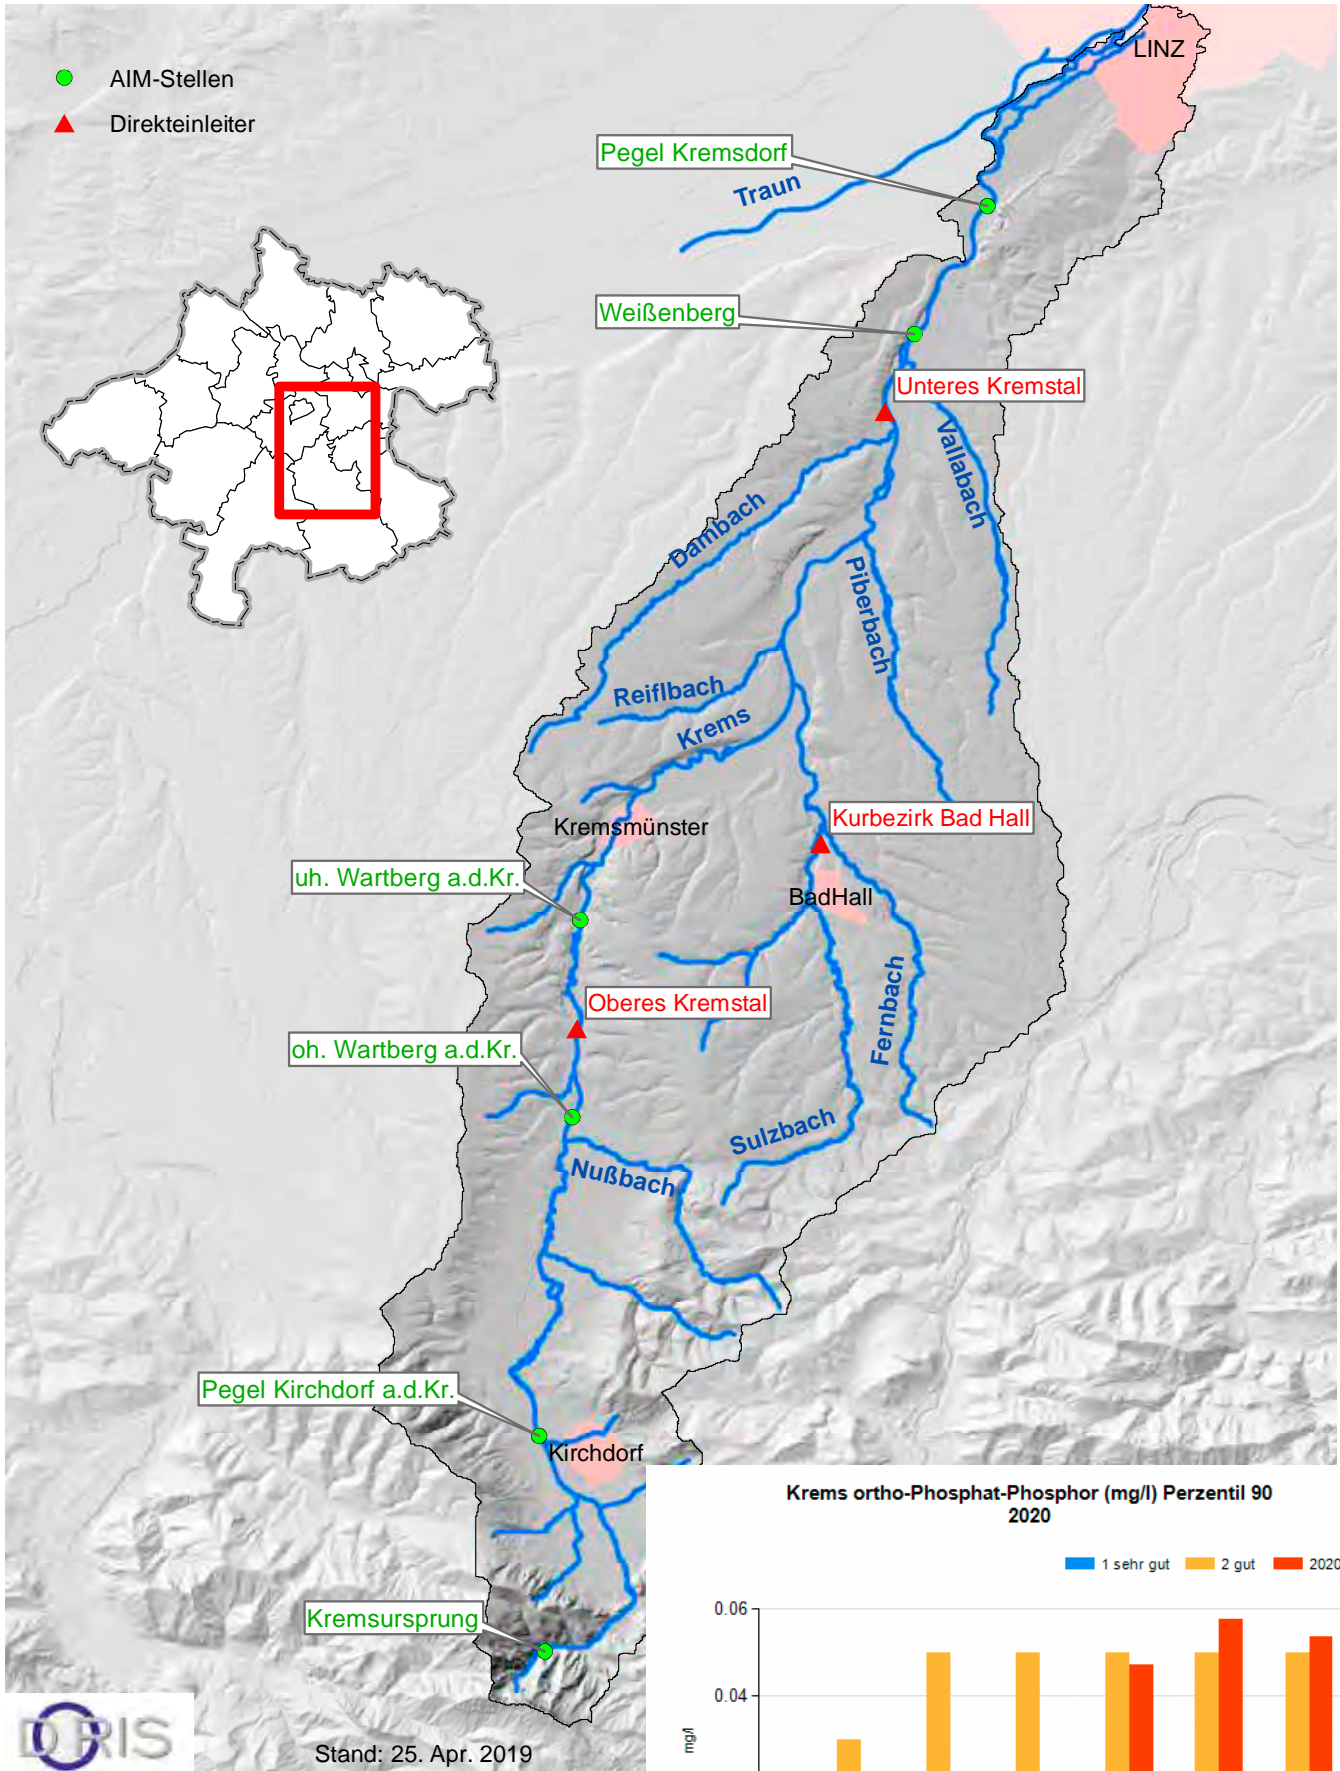 LINZ
AIM-Stellen
Direkteinleiter
Pegel Kremsdorf
Traun
Weißenberg
Unteres Kremstal
Vallabach
Dambach
Piberbach
Reiflbach
Krems
Kurbezirk Bad Hall
Kremsmünster
uh. Wartberg a.d.Kr.
BadHall
Fernbach
Oberes Kremstal
oh. Wartberg a.d.Kr.
Sulzbach
Nußbach
Pegel Kirchdorf a.d.Kr.
Kirchdorf
Krems ortho-Phosphat-Phosphor (mg/l) Perzentil 90
2020
1 sehr gut 2 gut 2020
0.06
Kremsursprung
0.04
mg/l
DORIS
Stand: 25. Apr. 2019